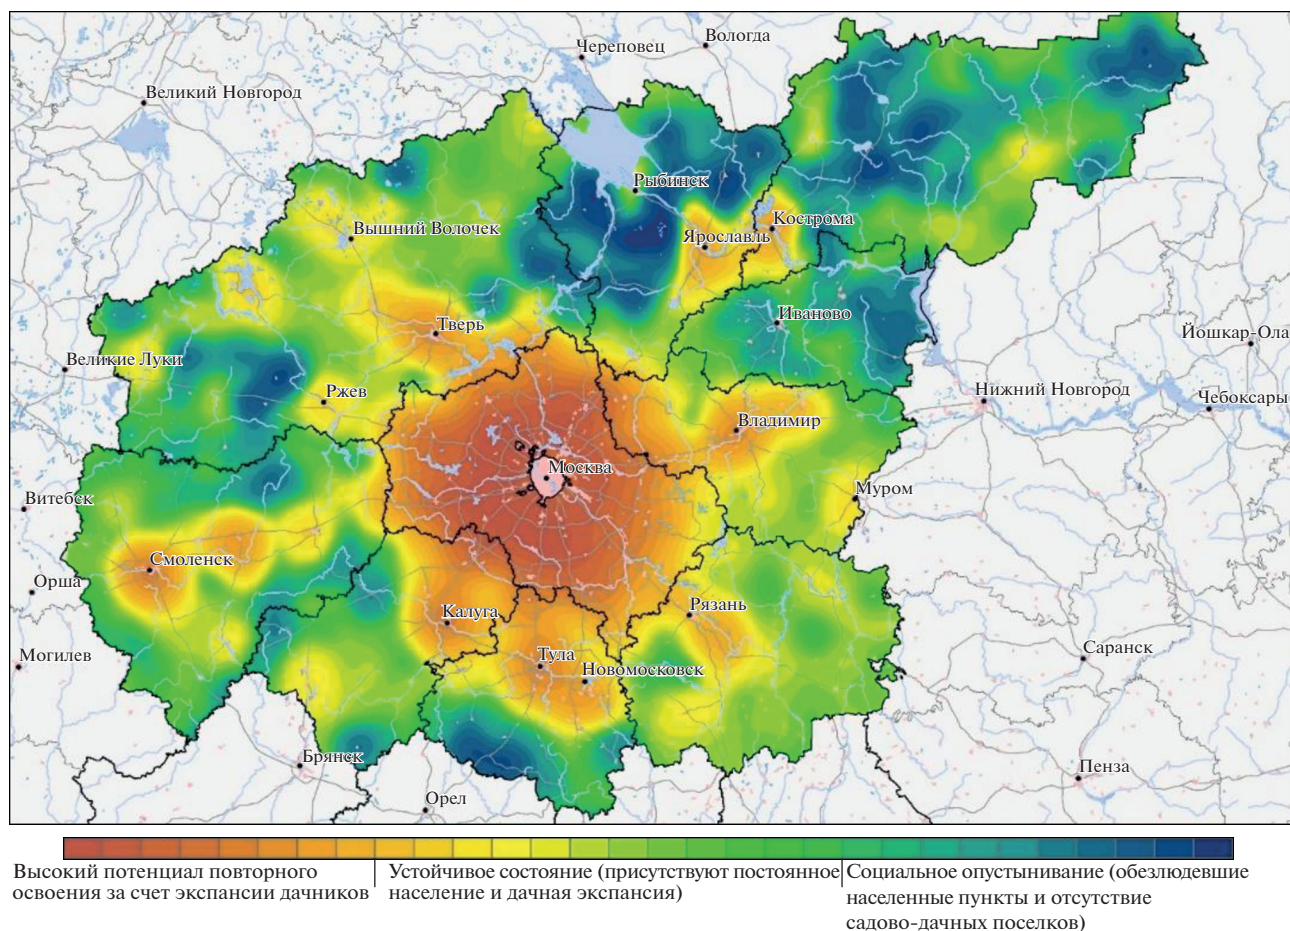 Череповец
Вологда
Великий Новгород
Рыбинск
Кострома
Вышний Волочек
Ярославль
Иваново
Тверь
Йошкар-Ола
Великие Луки
Ржев
Нижний Новгород
Чебоксары
Владимир
Москва
Муром
Витебск
Смоленск
Орша
Калуга
Рязань
Могилев
Тула
Новомосковск
Саранск
Брянск
Пенза
Орел
Высокий потенциал повторного
освоения за счет экспансии дачников
Устойчивое состояние (присутствуют постоянное
население и дачная экспансия)
Социальное опустынивание (обезлюдевшие
населенные пункты и отсутствие
садово-дачных поселков)